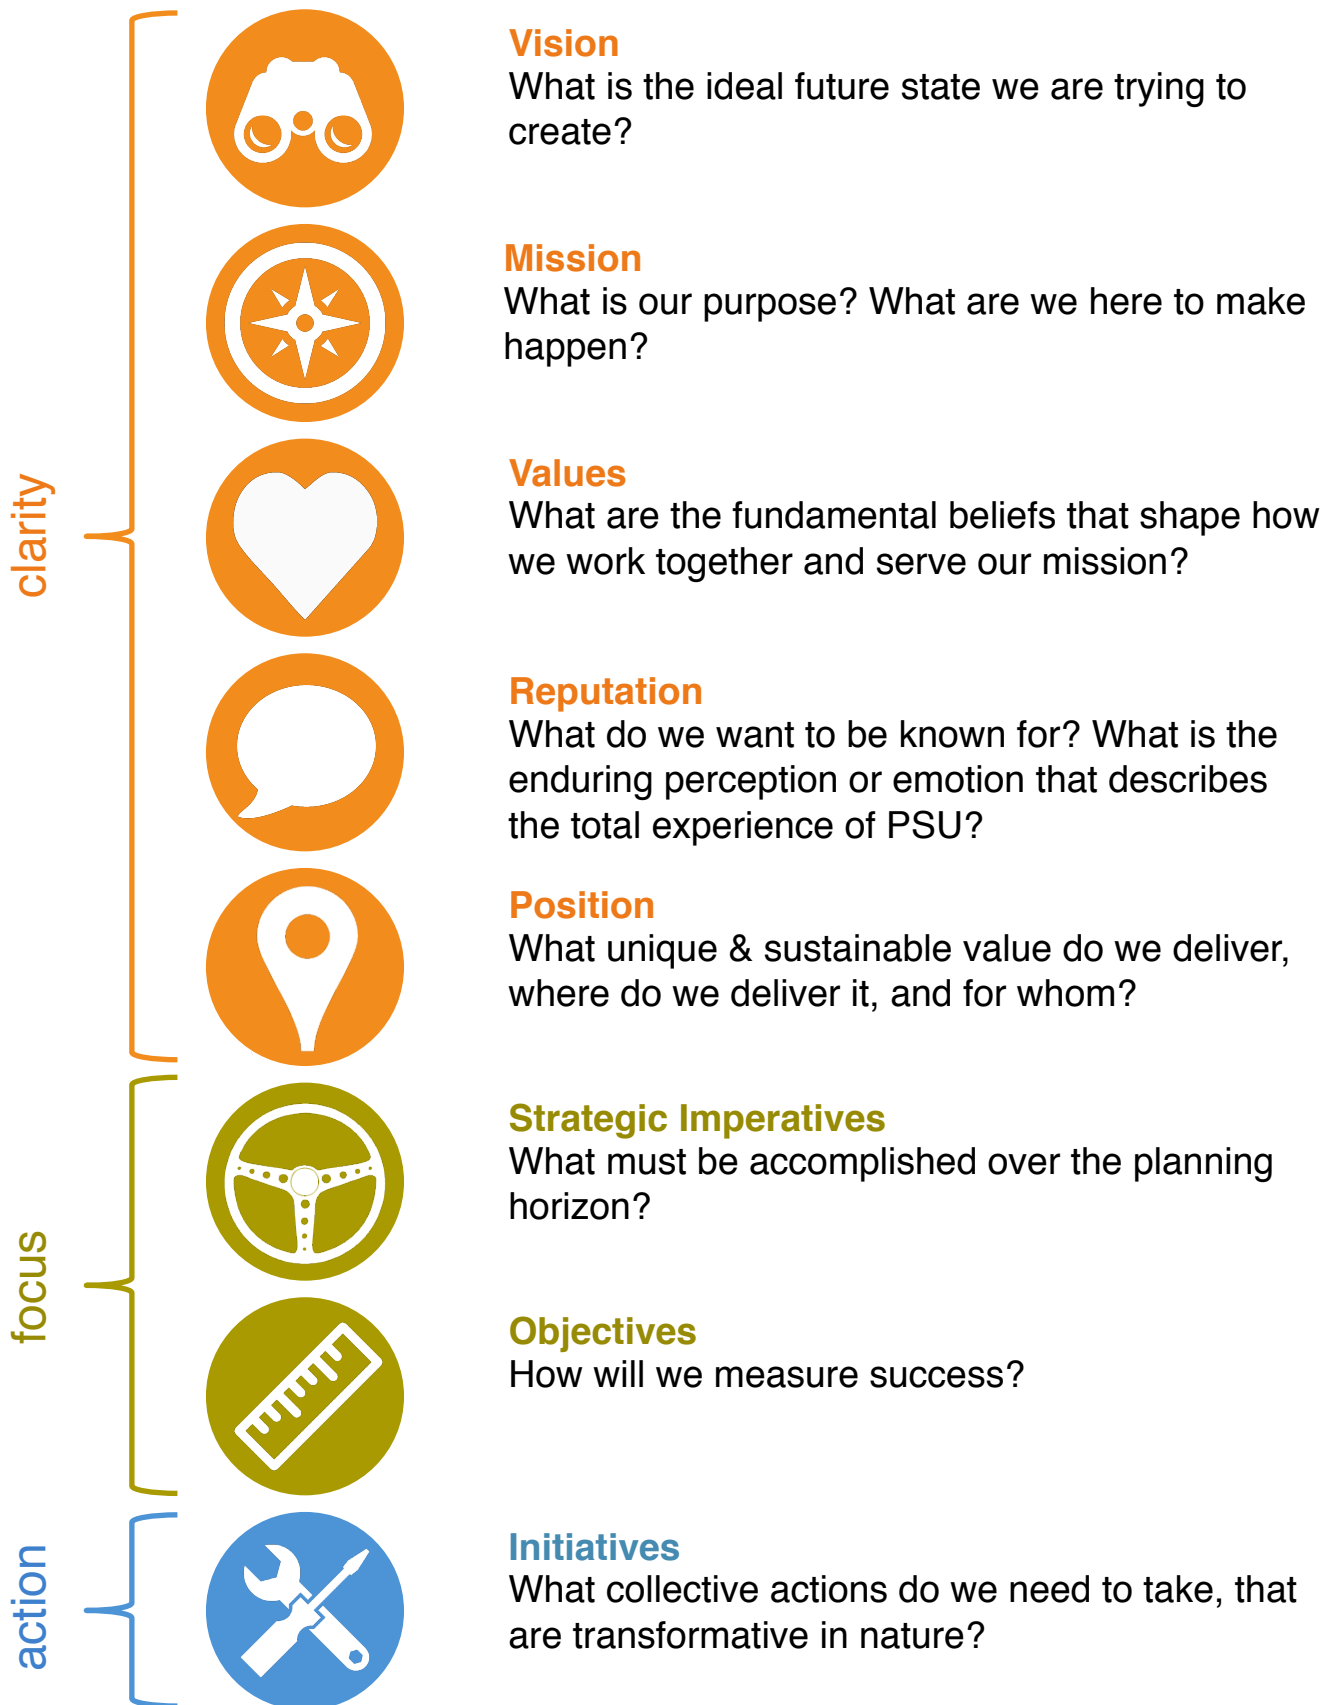 clarity
Vision
What is the ideal future state we are trying to
create?
Mission
What is our purpose? What are we here to make
happen?
Values
What are the fundamental beliefs that shape how
we work together and serve our mission?
Reputation
What do we want to be known for? What is the
enduring perception or emotion that describes
the total experience of PSU?
Position
What unique & sustainable value do we deliver,
where do we deliver it, and for whom?
focus
Strategic Imperatives
What must be accomplished over the planning
horizon?
Objectives
How will we measure success?
action
Initiatives
What collective actions do we need to take, that
are transformative in nature?